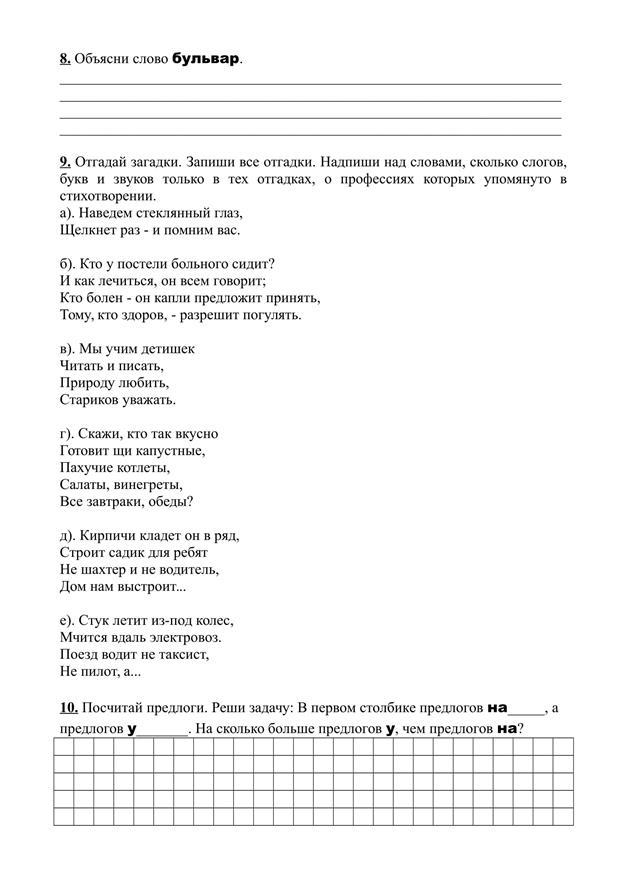 8. Объясни слово бульвар.
9. Отгадай загадки. Запиши все отгадки. Надпиши над словами, сколько слогов,
букв и звуков только в тех отгадках, о профессиях которых упомянуто в
стихотворении.
а). Наведем стеклянный глаз,
Щелкнет раз - и помним вас.
б). Кто у постели больного сидит?
И как лечиться, он всем говорит;
Кто болен - он капли предложит принять,
Тому, кто здоров, - разрешит погулять.
в). Мы учим детишек
Читать и писать,
Природу любить,
Стариков уважать.
г). Скажи, кто так вкусно
Готовит щи капустные,
Пахучие котлеты,
Салаты, винегреты,
Все завтраки, обеды?
д). Кирпичи кладет он в ряд,
Строит садик для ребят
Не шахтер и не водитель,
Дом нам выстроит...
е). Стук летит из-под колес,
Мчится вдаль электровоз.
Поезд водит не таксист,
Не пилот, а...
10. Посчитай предлоги. Реши задачу: В первом столбике предлогов на_____, а
предлогов у_______. На сколько больше предлогов у, чем предлогов на?